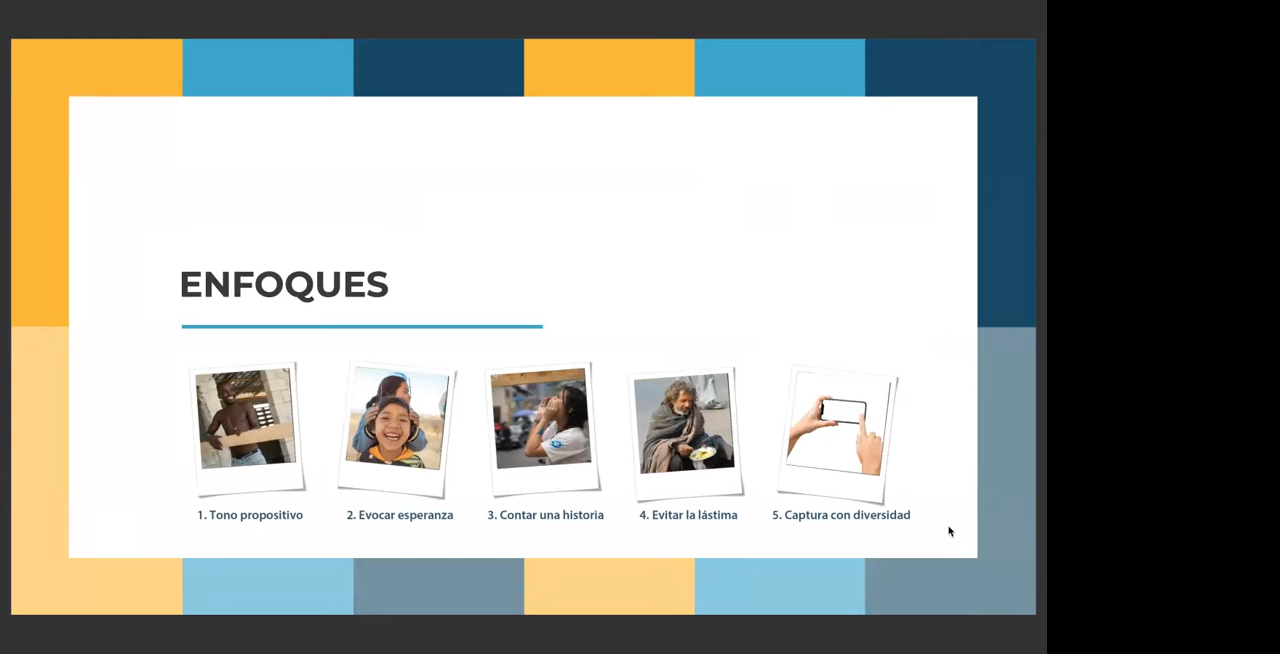 ENFOQUES
1. Tono propositivo
2. Evocar esperanza
3. Contar una historia
4. Evitar la lástima
5. Captura con diversidad